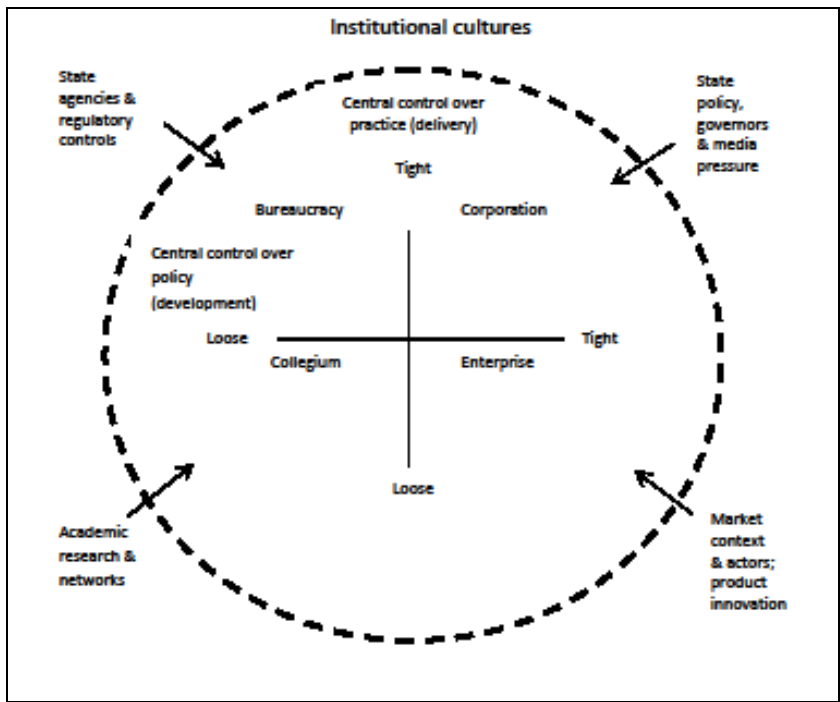 Institutional cultures
State
agencies &
regulatory
controls
State
policy,
governors
& media
pressure
Central control over
practice (delivery)
Tight
Bureaucracy
Corporation
Central control over
policy
(development)
Loose
Tight
Collegium
Enterprise
Loose
Academic
research &
networks
Market
context
& actors;
product
innovation